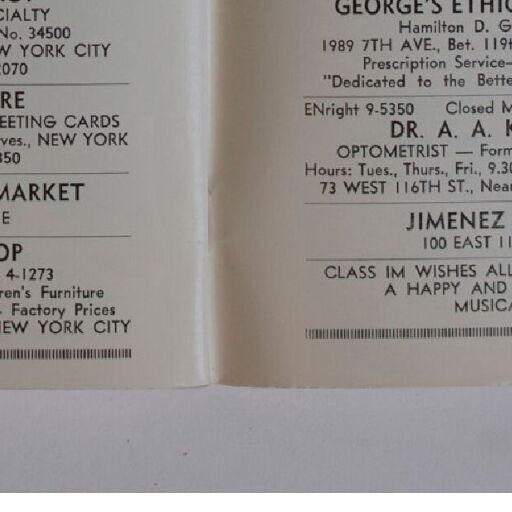 CIALTY
No. 34500
W YORK CITY
2070
RE
EETING CARDS
ves., NEW YORK
850
MARKET
E
OP
4-1273
ren's Furniture
Factory Prices
EW YORK CITY
GEORGE'S ETHIC
Hamilton D. G
1989 7TH AVE., Bet. 119t
Prescription Service—
"Dedicated to the Bette
ENright 9-5350 Closed M
DR. A. A. K
OPTOMETRIST — Form
Hours: Tues., Thurs., Fri., 9.30
73 WEST 116TH ST., Near
JIMENEZ
100 EAST 11
CLASS IM WISHES ALL
A HAPPY AND
MUSICA